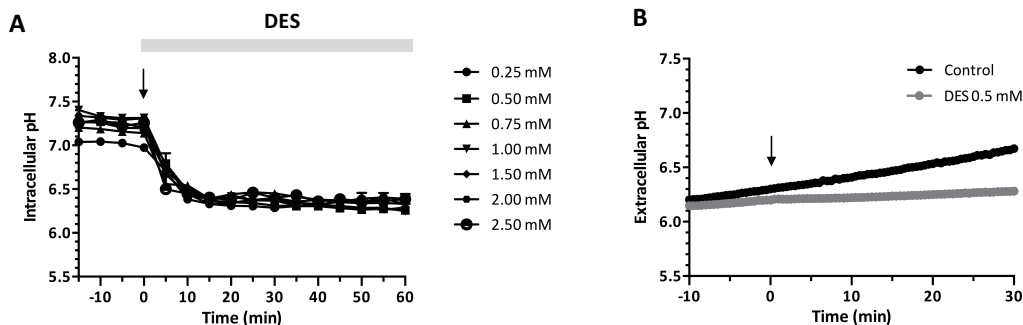 A
DES
Intracellular pH
8.0
7.5
7.0
6.5
6.0
5.5
-10 0 10 20 30 40 50 60
Time (min)
0.25 mM
0.50 mM
0.75 mM
1.00 mM
1.50 mM
2.00 mM
2.50 mM
B
Extracellular pH
7.5
7.0
6.5
6.0
5.5
-10 0 10 20 30
Time (min)
Control
DES 0.5 mM